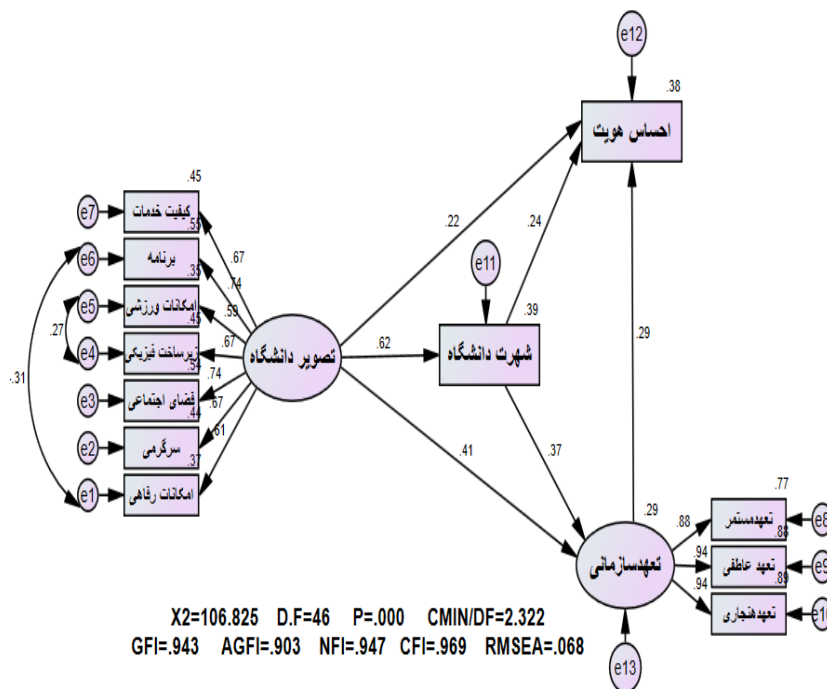 e12
.38
احساس هویت
.45
e7
کیفیت خدمات
.55
.67
.22
.24
e6
برنامه
.35
.74
e11
e5
امکانات ورزشی
.59
.45
.39
.27
.29
e4
زیرساخت فیزیکی
.67
تصویر دانشگاه
.62
شهرت دانشگاه
.54
-.31
.74
e3
فضای اجتماعی
.44
.67
e2
سرگرمی
.61
.37
.41
.37
e1
امکانات رفاهی
.29
.77
.88
تعهدمستمر
e8
.88
تعهدسازمانی
.94
تعهد عاطفی
e9
.89
.94
تعهدهنجاری
e10
X2=106.825 D.F=46 P=.000 CMIN/DF=2.322
GFI=.943 AGFI=.903 NFI=.947 CFI=.969 RMSEA=.068
e13